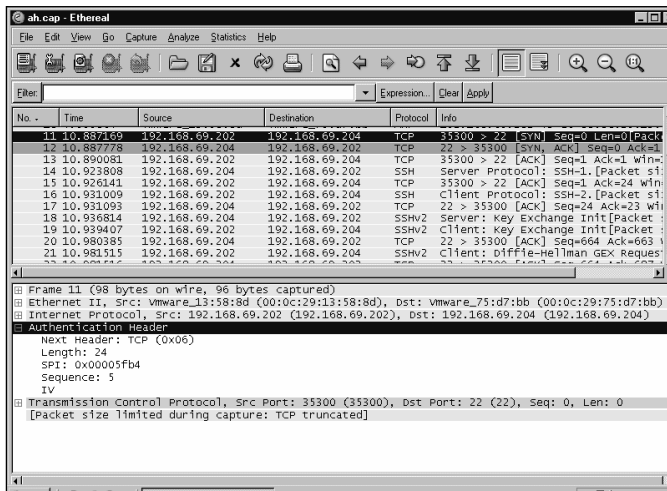 ah.cap - Ethereal
File Edit View Go Capture Analyze Statistics Help
Filter: Expression... Clear Apply
No. - Time Source Destination Protocol Info
11 10.887169 192.168.69.202 192.168.69.204 TCP 35300 > 22 [SYN] Seq=0 Len=0[Pack
12 10.887778 192.168.69.204 192.168.69.202 TCP 22 > 35300 [SYN, ACK] Seq=0 Ack=1
13 10.890081 192.168.69.202 192.168.69.204 TCP 35300 > 22 [ACK] Seq=1 Ack=1 Win=
14 10.923808 192.168.69.204 192.168.69.202 SSH Server Protocol: SSH-1.[Packet si
15 10.926141 192.168.69.202 192.168.69.204 TCP 35300 > 22 [ACK] Seq=1 Ack=24 Win
16 10.931009 192.168.69.202 192.168.69.204 SSH Client Protocol: SSH-2.[Packet si
17 10.931093 192.168.69.204 192.168.69.202 TCP 22 > 35300 [ACK] Seq=24 Ack=23 W
18 10.936814 192.168.69.204 192.168.69.202 SSHv2 Server: Key Exchange Init[Packet
19 10.939407 192.168.69.202 192.168.69.204 SSHv2 Client: Key Exchange Init[Packet
20 10.980385 192.168.69.204 192.168.69.202 TCP 22 > 35300 [ACK] Seq=664 Ack=663
21 10.981515 192.168.69.202 192.168.69.204 SSHv2 Client: Diffie-Hellman GEX Reques
Frame 11 (98 bytes on wire, 96 bytes captured)
Ethernet II, Src: Vmware_13:58:8d (00:0c:29:13:58:8d), Dst: Vmware_75:d7:bb (00:0c:29:75:d7:bb)
Internet Protocol, Src: 192.168.69.202 (192.168.69.202), Dst: 192.168.69.204 (192.168.69.204)
Authentication Header
Next Header: TCP (0x06)
Length: 24
SPI: 0x00005fb4
Sequence: 5
IV
Transmission Control Protocol, Src Port: 35300 (35300), Dst Port: 22 (22), Seq: 0, Len: 0
[Packet size limited during capture: TCP truncated]